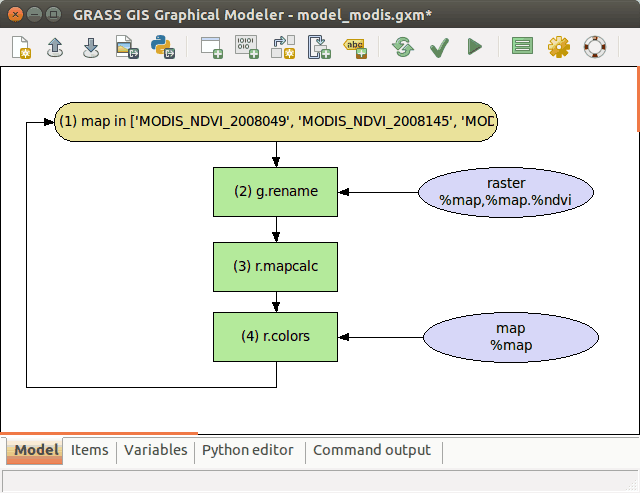 GRASS GIS Graphical Modeler - model_modis.gxm*
(1) map in ['MODIS_NDVI_2008049', 'MODIS_NDVI_2008145', 'MOD
(2) g.rename
raster
%map,%map.%ndvi
(3) r.mapcalc
(4) r.colors
map
%map
Model
Items
Variables
Python editor
Command output